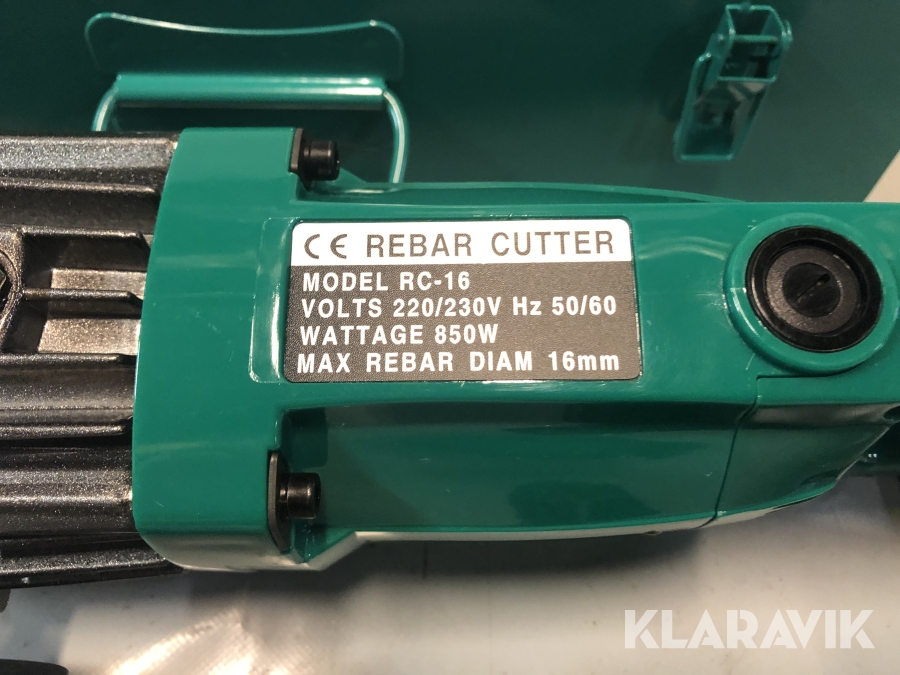 CE REBAR CUTTER
MODEL RC-16
VOLTS 220/230V Hz 50/60
WATTAGE 850W
MAX REBAR DIAM 16mm
KLARAVIK